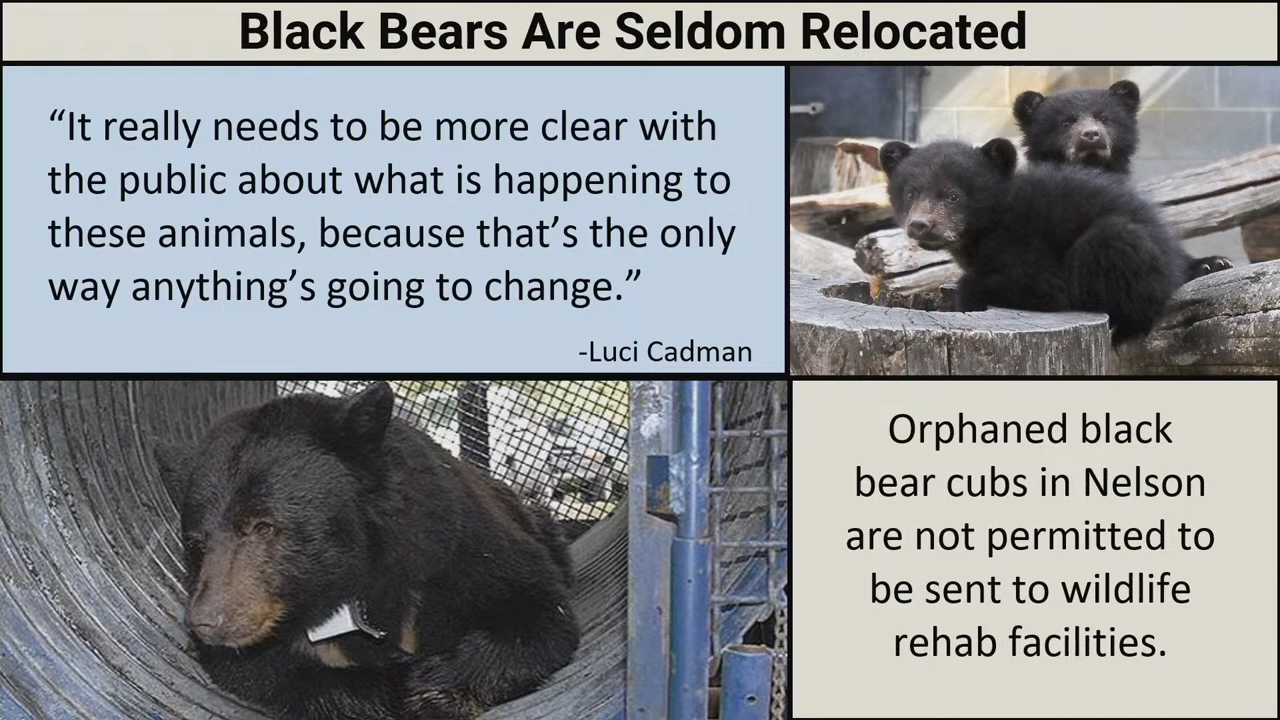 Black Bears Are Seldom Relocated
“It really needs to be more clear with
the public about what is happening to
these animals, because that’s the only
way anything’s going to change.”
-Luci Cadman
Orphaned black
bear cubs in Nelson
are not permitted to
be sent to wildlife
rehab facilities.